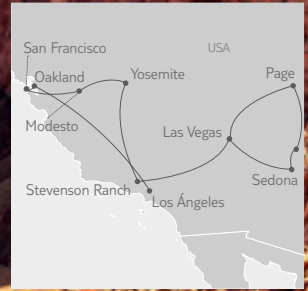 San Francisco
USA
Oakland
Yosemite
Page
Modesto
Las Vegas
Stevenson Ranch
Sedona
Los Ángeles